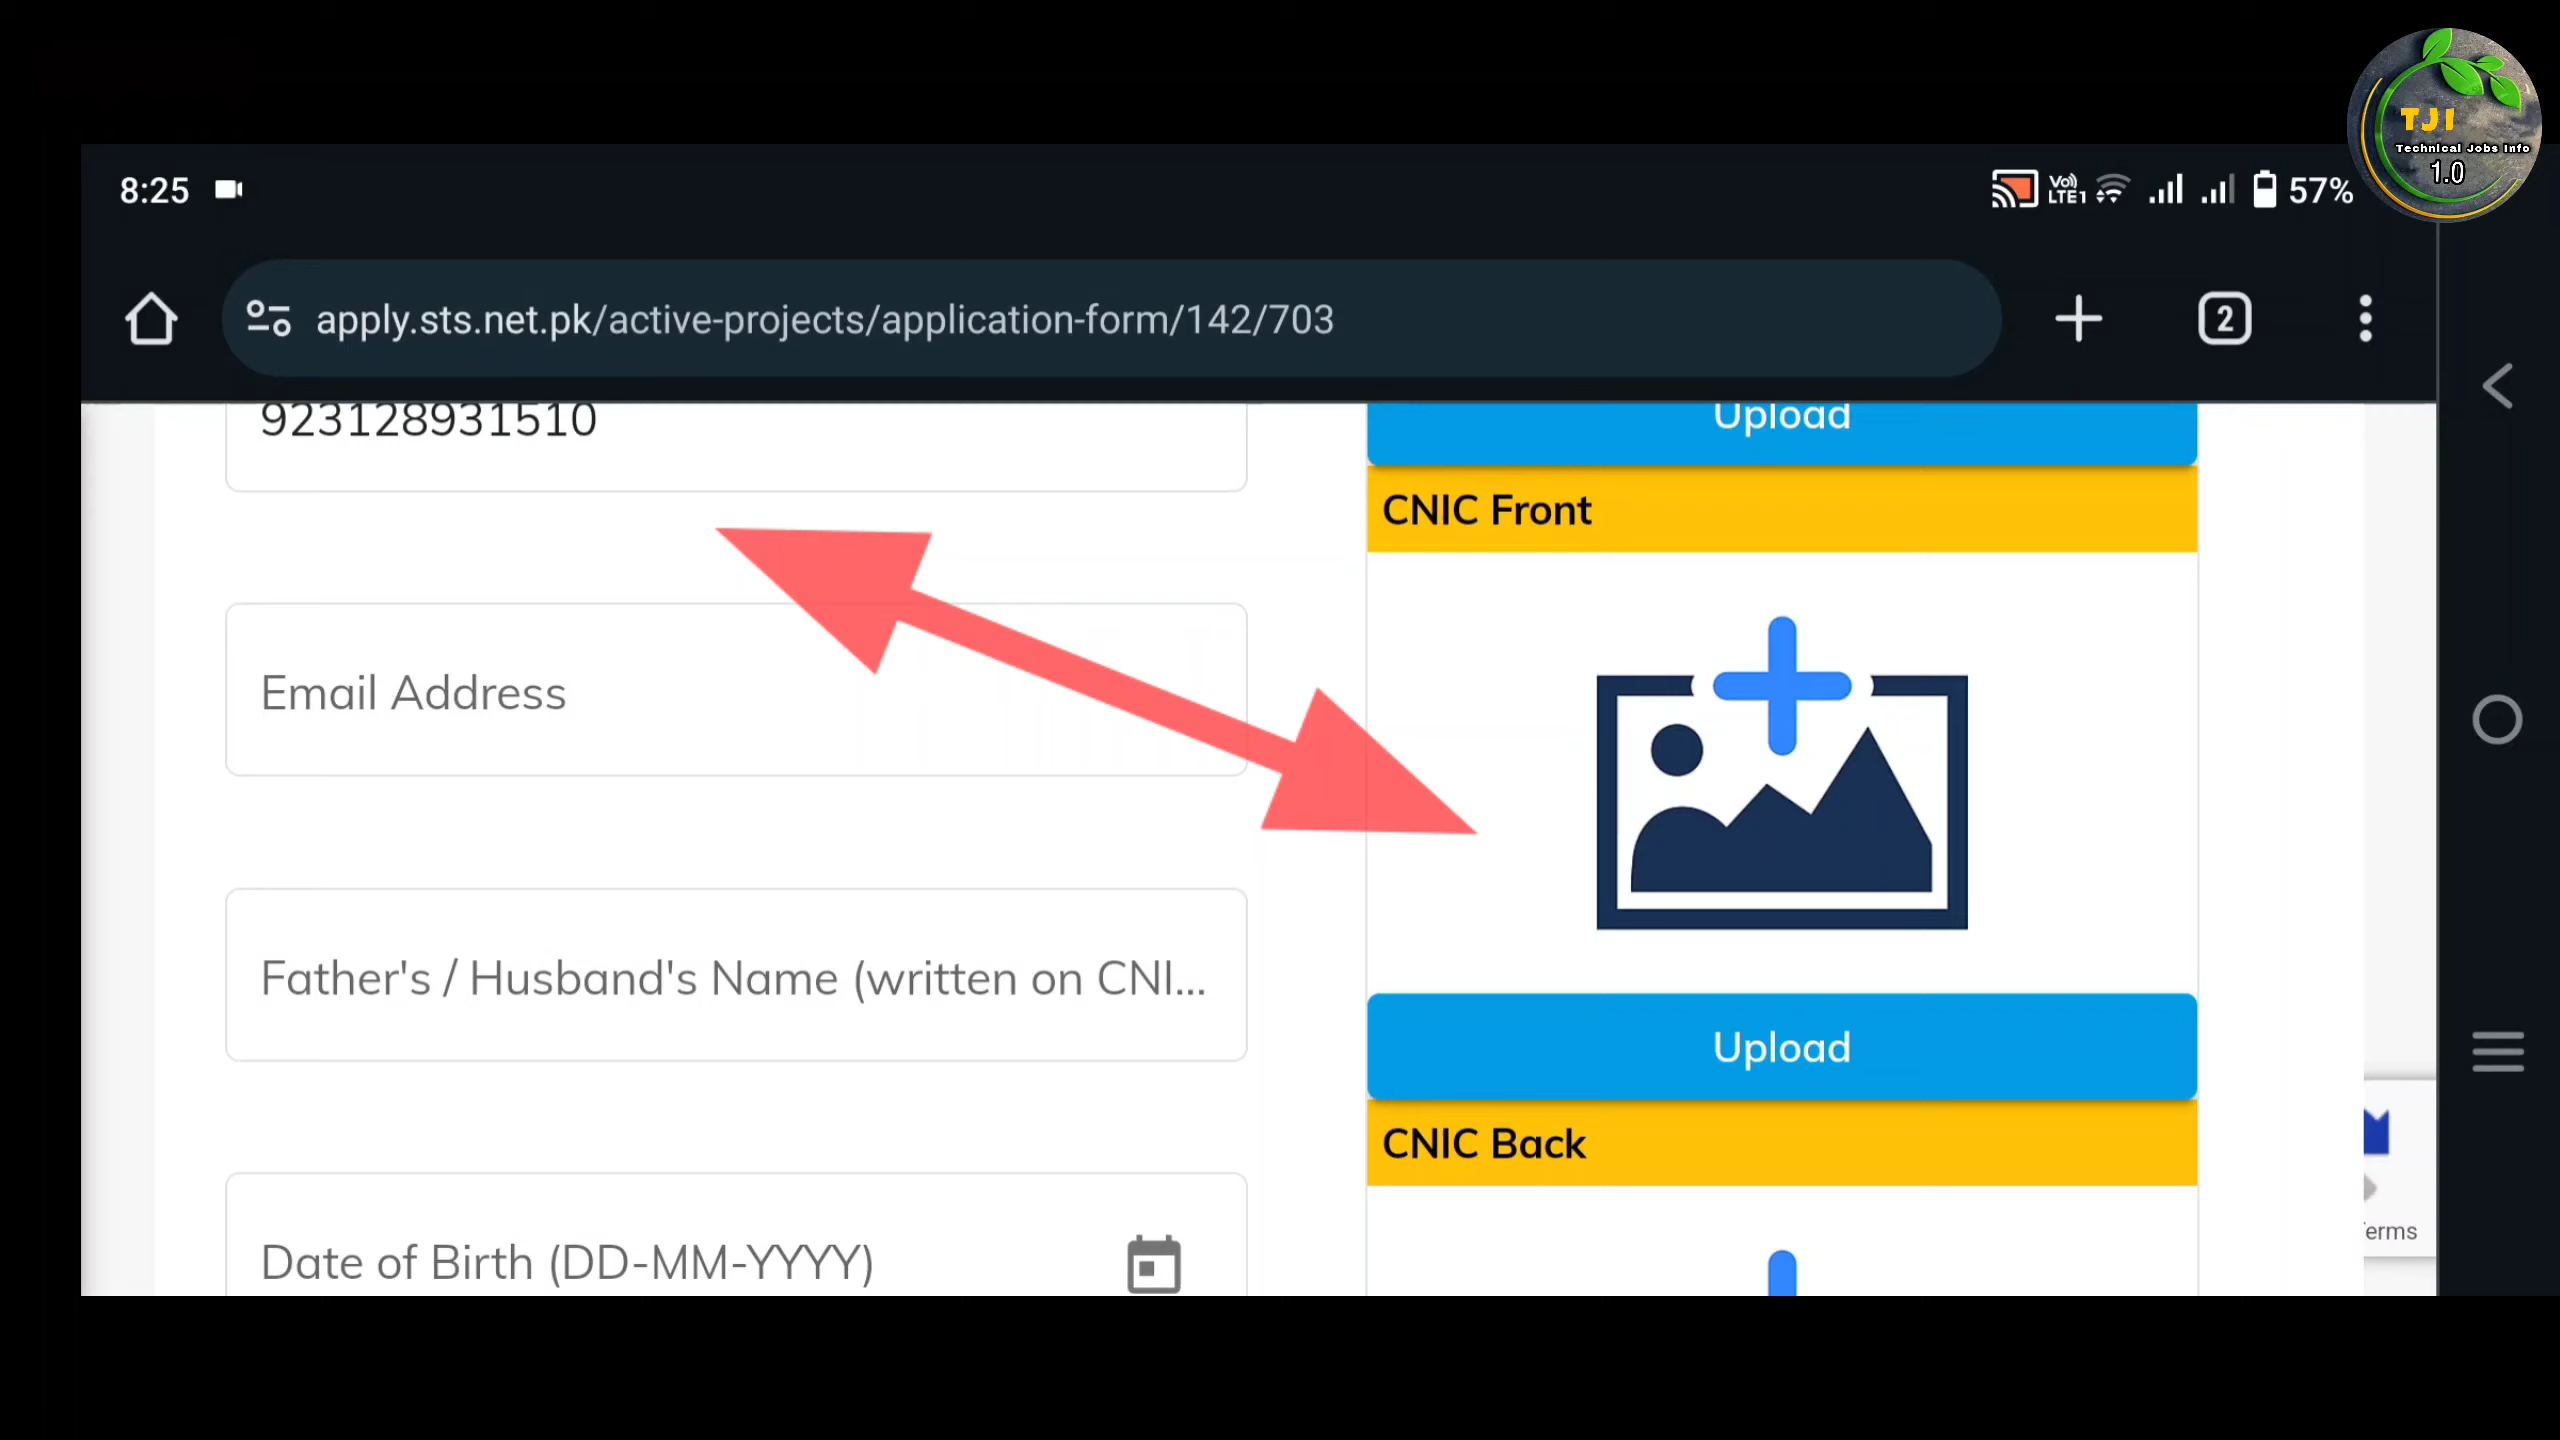 TJI
Technical Jobs Info
1.0
8:25
Vo) LTE1
57%
apply.sts.net.pk/active-projects/application-form/142/703
2
923128931510
Upload
CNIC Front
Email Address
Father's / Husband's Name (written on CNI...
Upload
CNIC Back
Date of Birth (DD-MM-YYYY)
erms